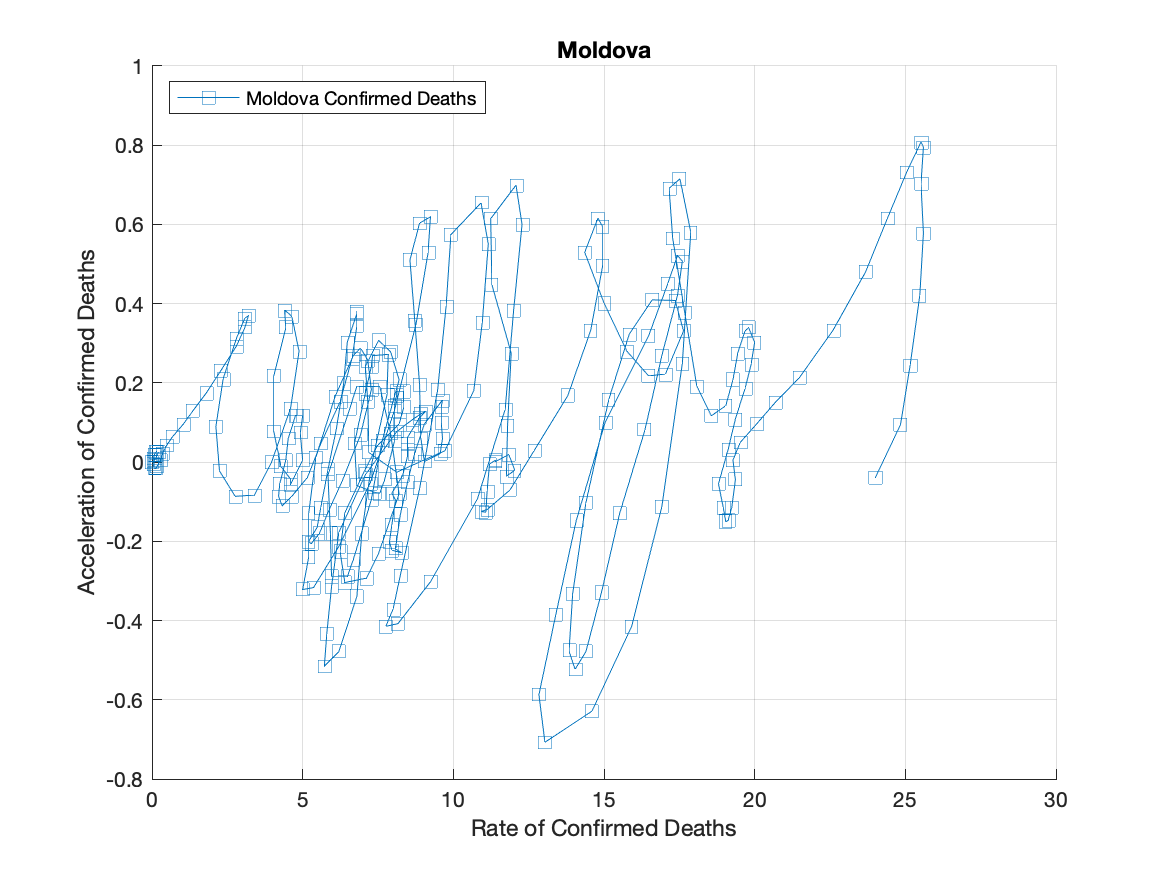 Moldova
Moldova Confirmed Deaths
Acceleration of Confirmed Deaths
1
0.8
0.6
0.4
0.2
0
-0.2
-0.4
-0.6
-0.8
0 5 10 15 20 25 30
Rate of Confirmed Deaths